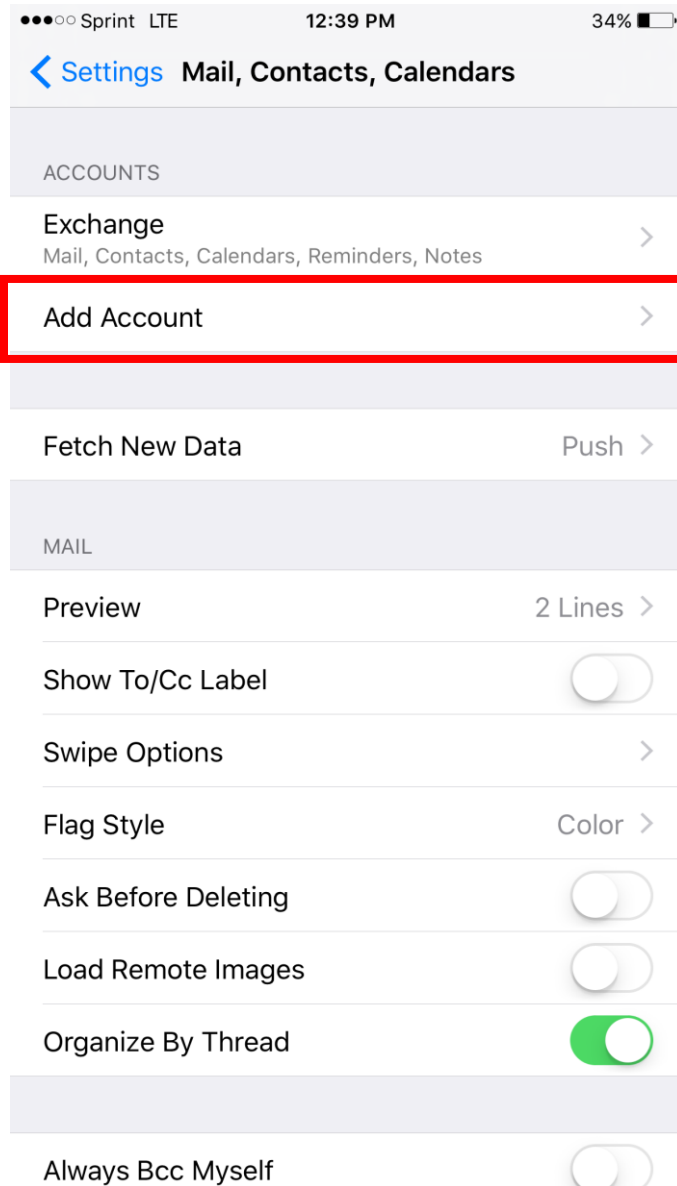 Sprint LTE 12:39 PM 34%
Settings Mail, Contacts, Calendars
ACCOUNTS
Exchange
Mail, Contacts, Calendars, Reminders, Notes
Add Account
Fetch New Data Push
MAIL
Preview 2 Lines
Show To/Cc Label
Swipe Options
Flag Style Color
Ask Before Deleting
Load Remote Images
Organize By Thread
Always Bcc Myself